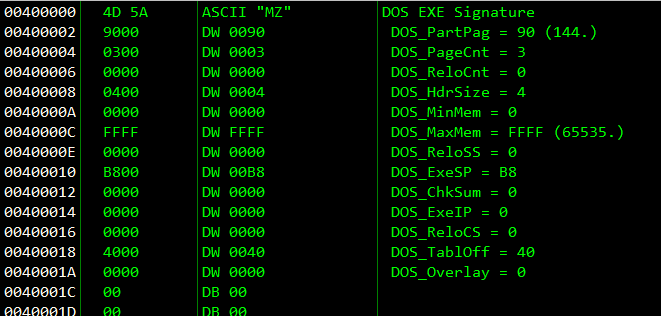 00400000 4D 5A ASCII "MZ" DOS EXE Signature
00400002 9000 DW 0090 DOS_PartPag = 90 (144.)
00400004 0300 DW 0003 DOS_PageCnt = 3
00400006 0000 DW 0000 DOS_ReloCnt = 0
00400008 0400 DW 0004 DOS_HdrSize = 4
0040000A 0000 DW 0000 DOS_MinMem = 0
0040000C FFFF DW FFFF DOS_MaxMem = FFFF (65535.)
0040000E 0000 DW 0000 DOS_ReloSS = 0
00400010 B800 DW 00B8 DOS_ExeSP = B8
00400012 0000 DW 0000 DOS_ChkSum = 0
00400014 0000 DW 0000 DOS_ExeIP = 0
00400016 0000 DW 0000 DOS_ReloCS = 0
00400018 4000 DW 0040 DOS_TablOff = 40
0040001A 0000 DW 0000 DOS_Overlay = 0
0040001C 00 DB 00
0040001D 00 DB 00